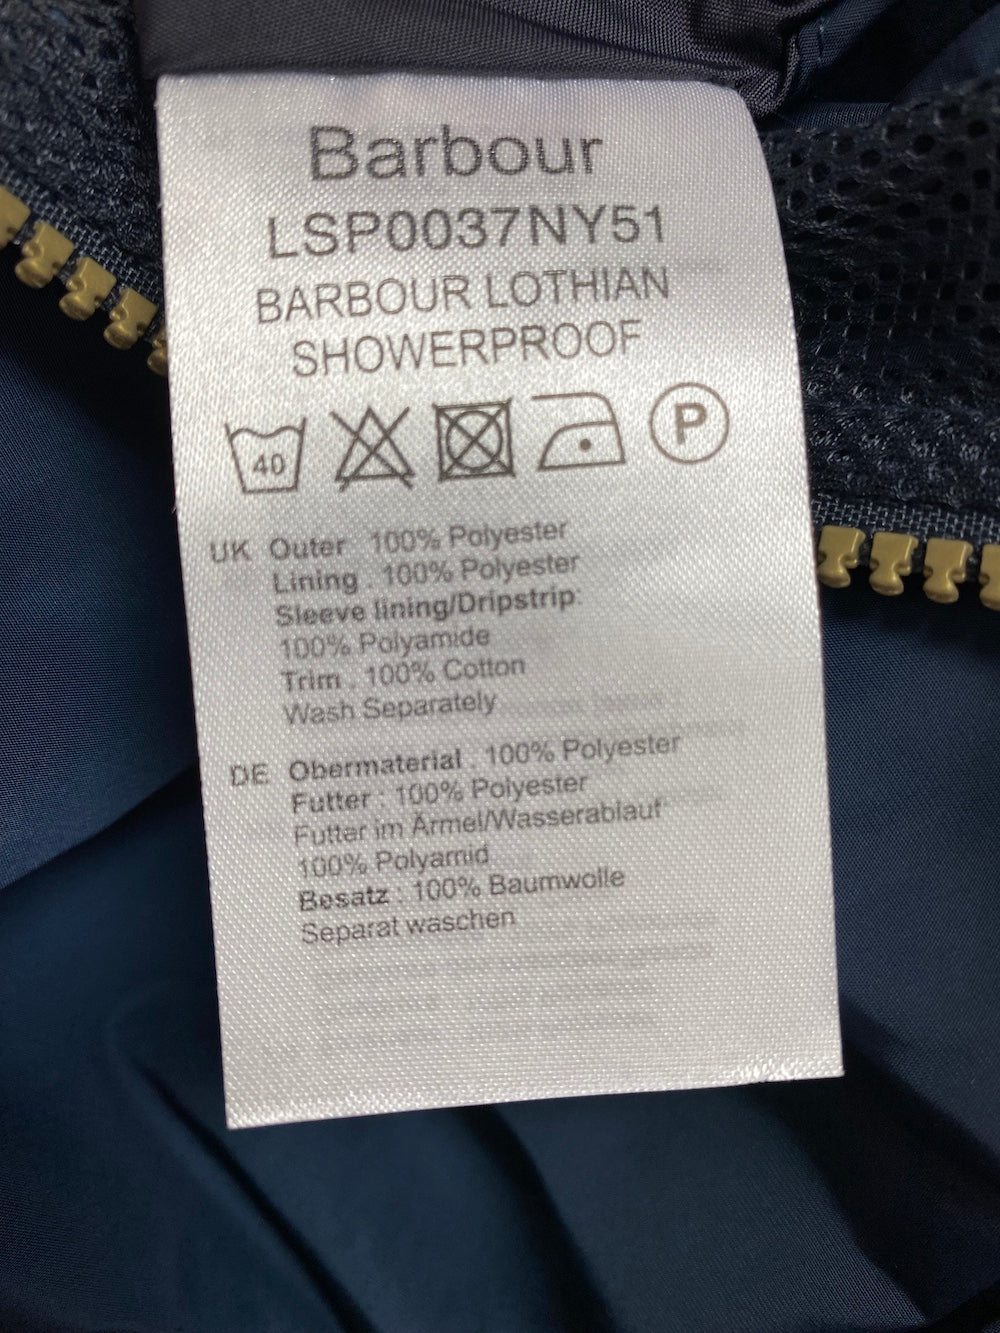 Barbour
LSP0037NY51
BARBOUR LOTHIAN
SHOWERPROOF
40 P
UK Outer : 100% Polyester
Lining : 100% Polyester
Sleeve lining/Dripstrip:
100% Polyamide
Trim : 100% Cotton
Wash Separately
DE Obermaterial : 100% Polyester
Futter : 100% Polyester
Futter im Ärmel/Wasserablauf
100% Polyamid
Besatz : 100% Baumwolle
Separat waschen